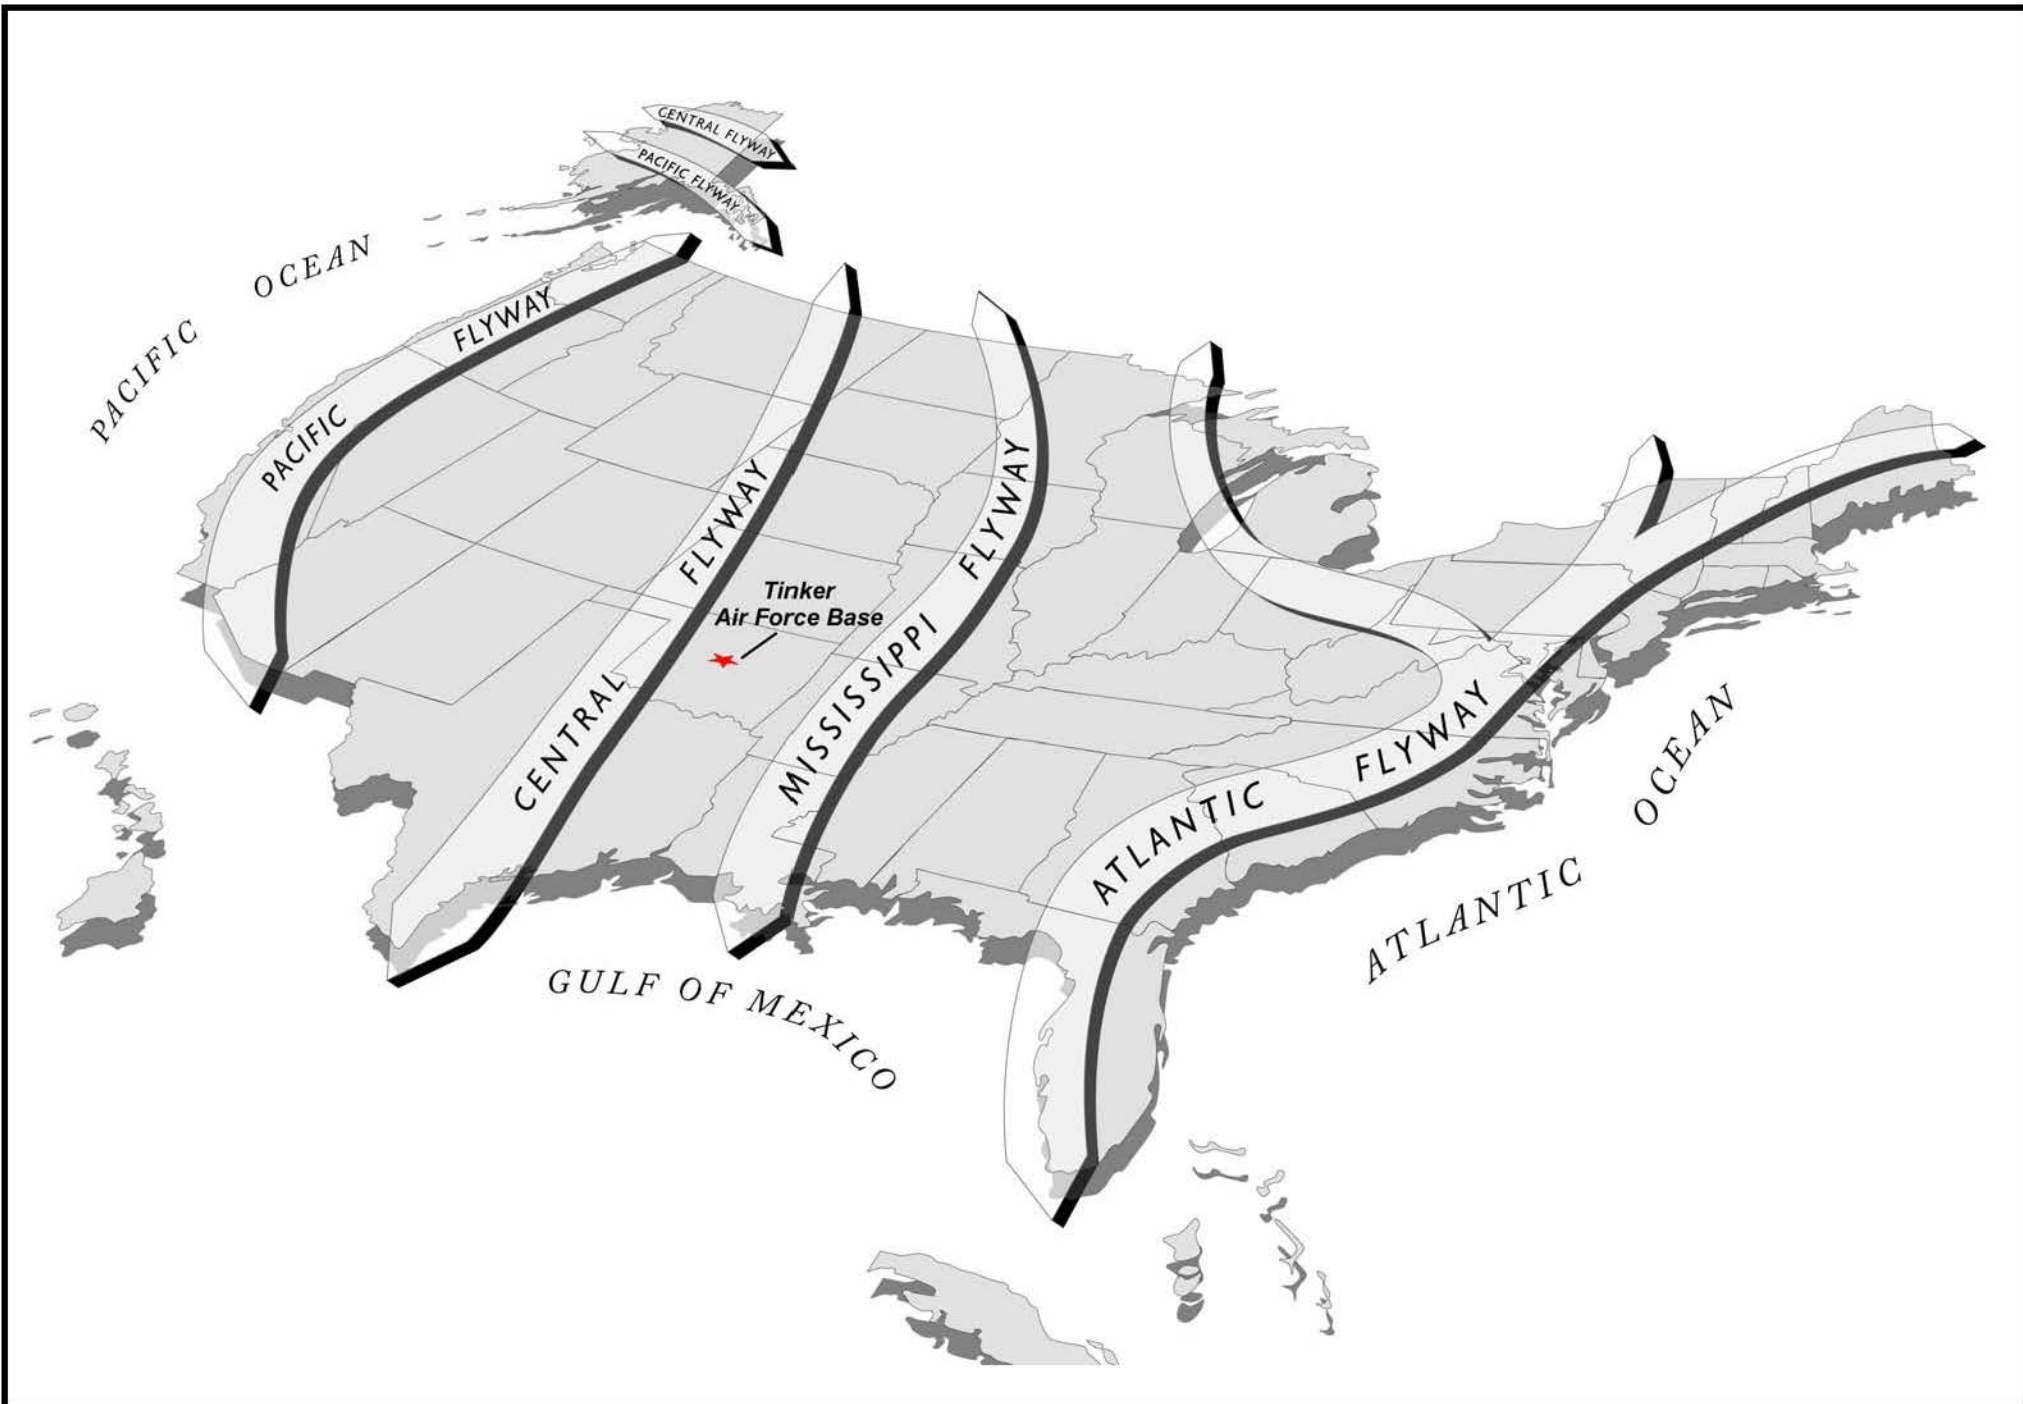 CENTRAL FLYWAY
PACIFIC FLYWAY
PACIFIC OCEAN
PACIFIC FLYWAY
CENTRAL FLYWAY
MISSISSIPPI FLYWAY
Tinker
Air Force Base
ATLANTIC FLYWAY
ATLANTIC OCEAN
GULF OF MEXICO